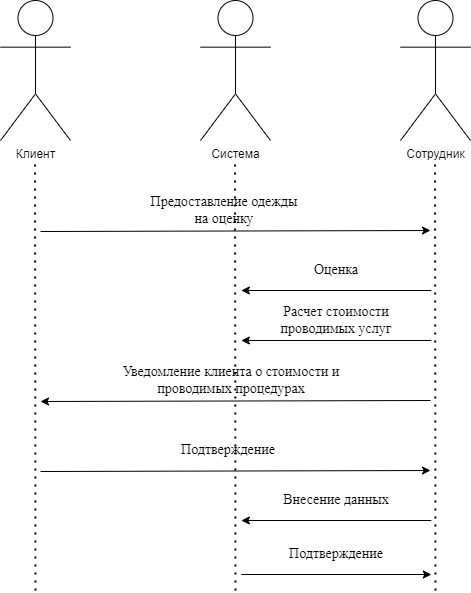 Клиент
Система
Сотрудник
Предоставление одежды
на оценку
Оценка
Расчет стоимости
проводимых услуг
Уведомление клиента о стоимости и
проводимых процедурах
Подтверждение
Внесение данных
Подтверждение